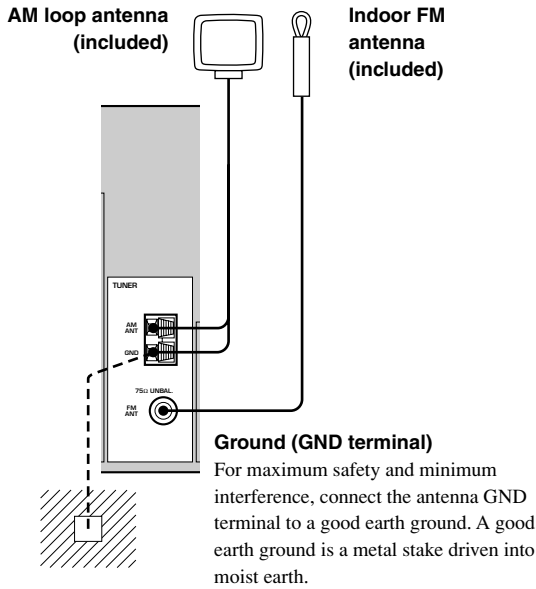 AM loop antenna
(included)
Indoor FM
antenna
(included)
TUNER
AM
ANT
GND
75Ω UNBAL.
FM
ANT
Ground (GND terminal)
For maximum safety and minimum
interference, connect the antenna GND
terminal to a good earth ground. A good
earth ground is a metal stake driven into
moist earth.